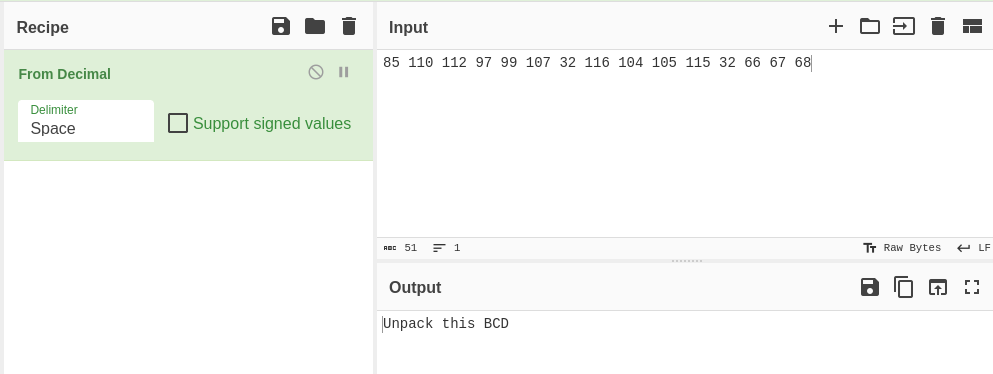 Recipe
From Decimal
Delimiter
Space
Support signed values
Input
85 110 112 97 99 107 32 116 104 105 115 32 66 67 68
ABC 51 1 Raw Bytes LF
Output
Unpack this BCD